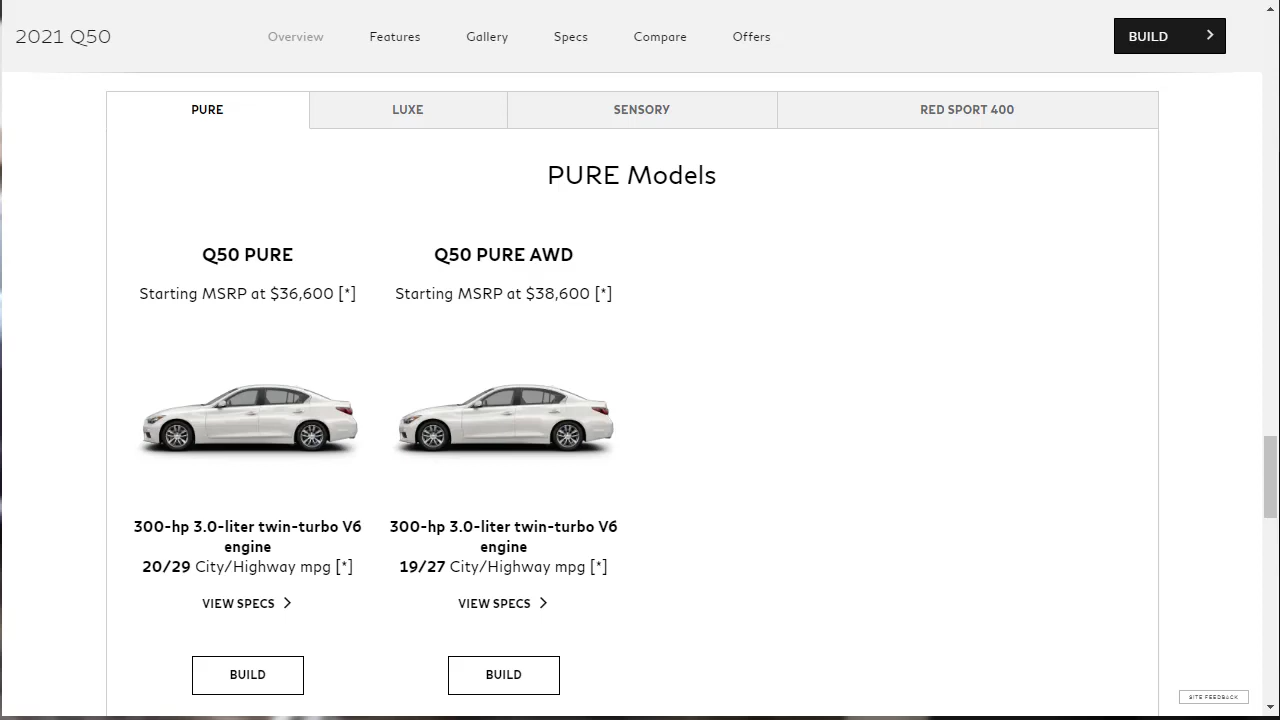 2021 Q50
Overview
Features
Gallery
Specs
Compare
Offers
BUILD
PURE
LUXE
SENSORY
RED SPORT 400
PURE Models
Q50 PURE
Starting MSRP at $36,600 [*]
300-hp 3.0-liter twin-turbo V6
engine
20/29 City/Highway mpg [*]
VIEW SPECS
BUILD
Q50 PURE AWD
Starting MSRP at $38,600 [*]
300-hp 3.0-liter twin-turbo V6
engine
19/27 City/Highway mpg [*]
VIEW SPECS
BUILD
SITE FEEDBACK